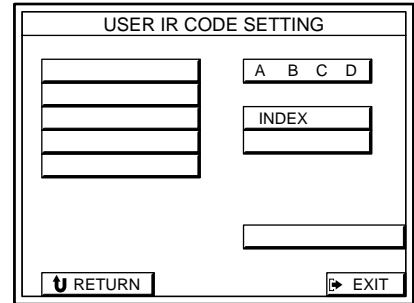 USER IR CODE SETTING
A B C D
INDEX
RETURN
EXIT